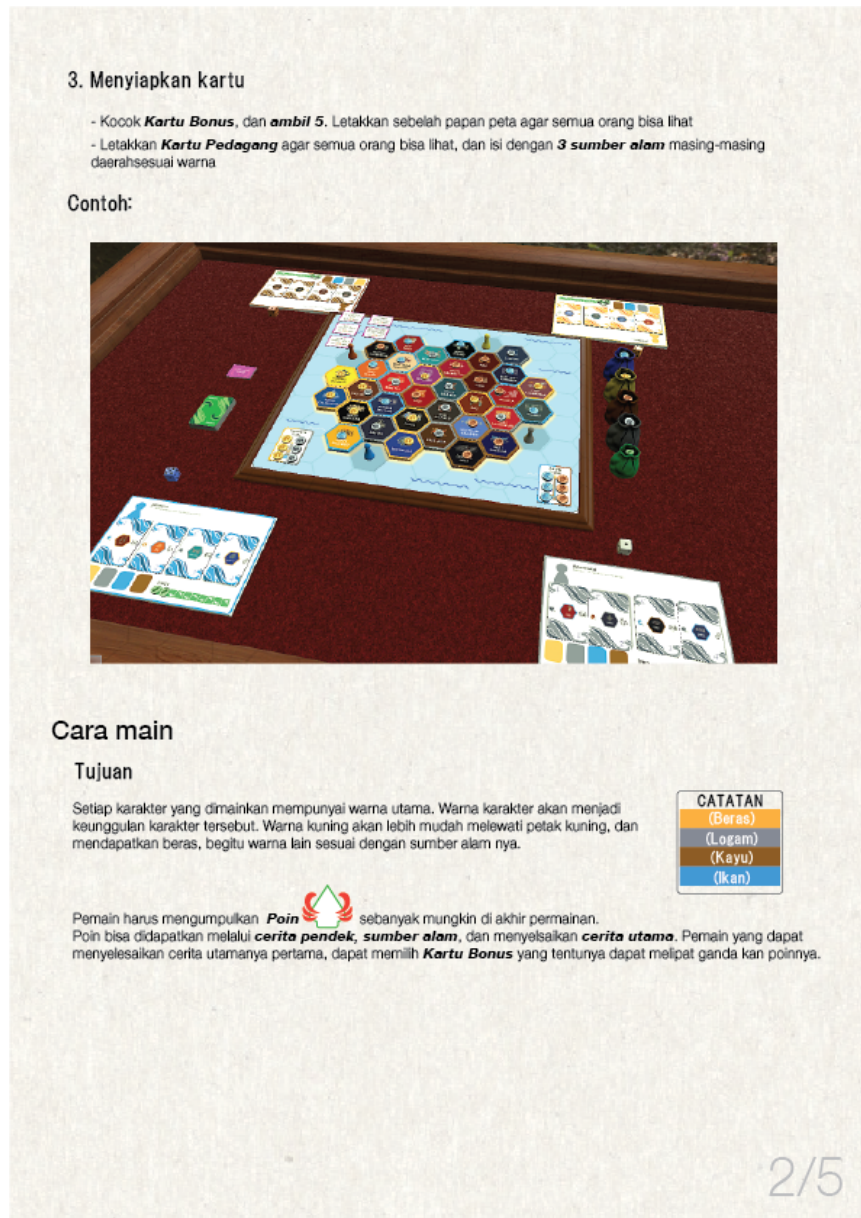 3. Menyiapkan kartu
- Kocok Kartu Bonus, dan ambil 5. Letakkan sebelah papan peta agar semua orang bisa lihat
- Letakkan Kartu Pedagang agar semua orang bisa lihat, dan isi dengan 3 sumber alam masing-masing
daerahsesuai warna
Contoh:
Cara main
Tujuan
Setiap karakter yang dimainkan mempunyai warna utama. Warna karakter akan menjadi
keunggulan karakter tersebut. Warna kuning akan lebih mudah melewati petak kuning, dan
mendapatkan beras, begitu warna lain sesuai dengan sumber alam nya.
CATATAN
(Beras)
(Logam)
(Kayu)
(Ikan)
Pemain harus mengumpulkan Poin sebanyak mungkin di akhir permainan.
Poin bisa didapatkan melalui cerita pendek, sumber alam, dan menyelsaikan cerita utama. Pemain yang dapat
menyelesaikan cerita utamanya pertama, dapat memilih Kartu Bonus yang tentunya dapat melipat ganda kan poinnya.
2/5